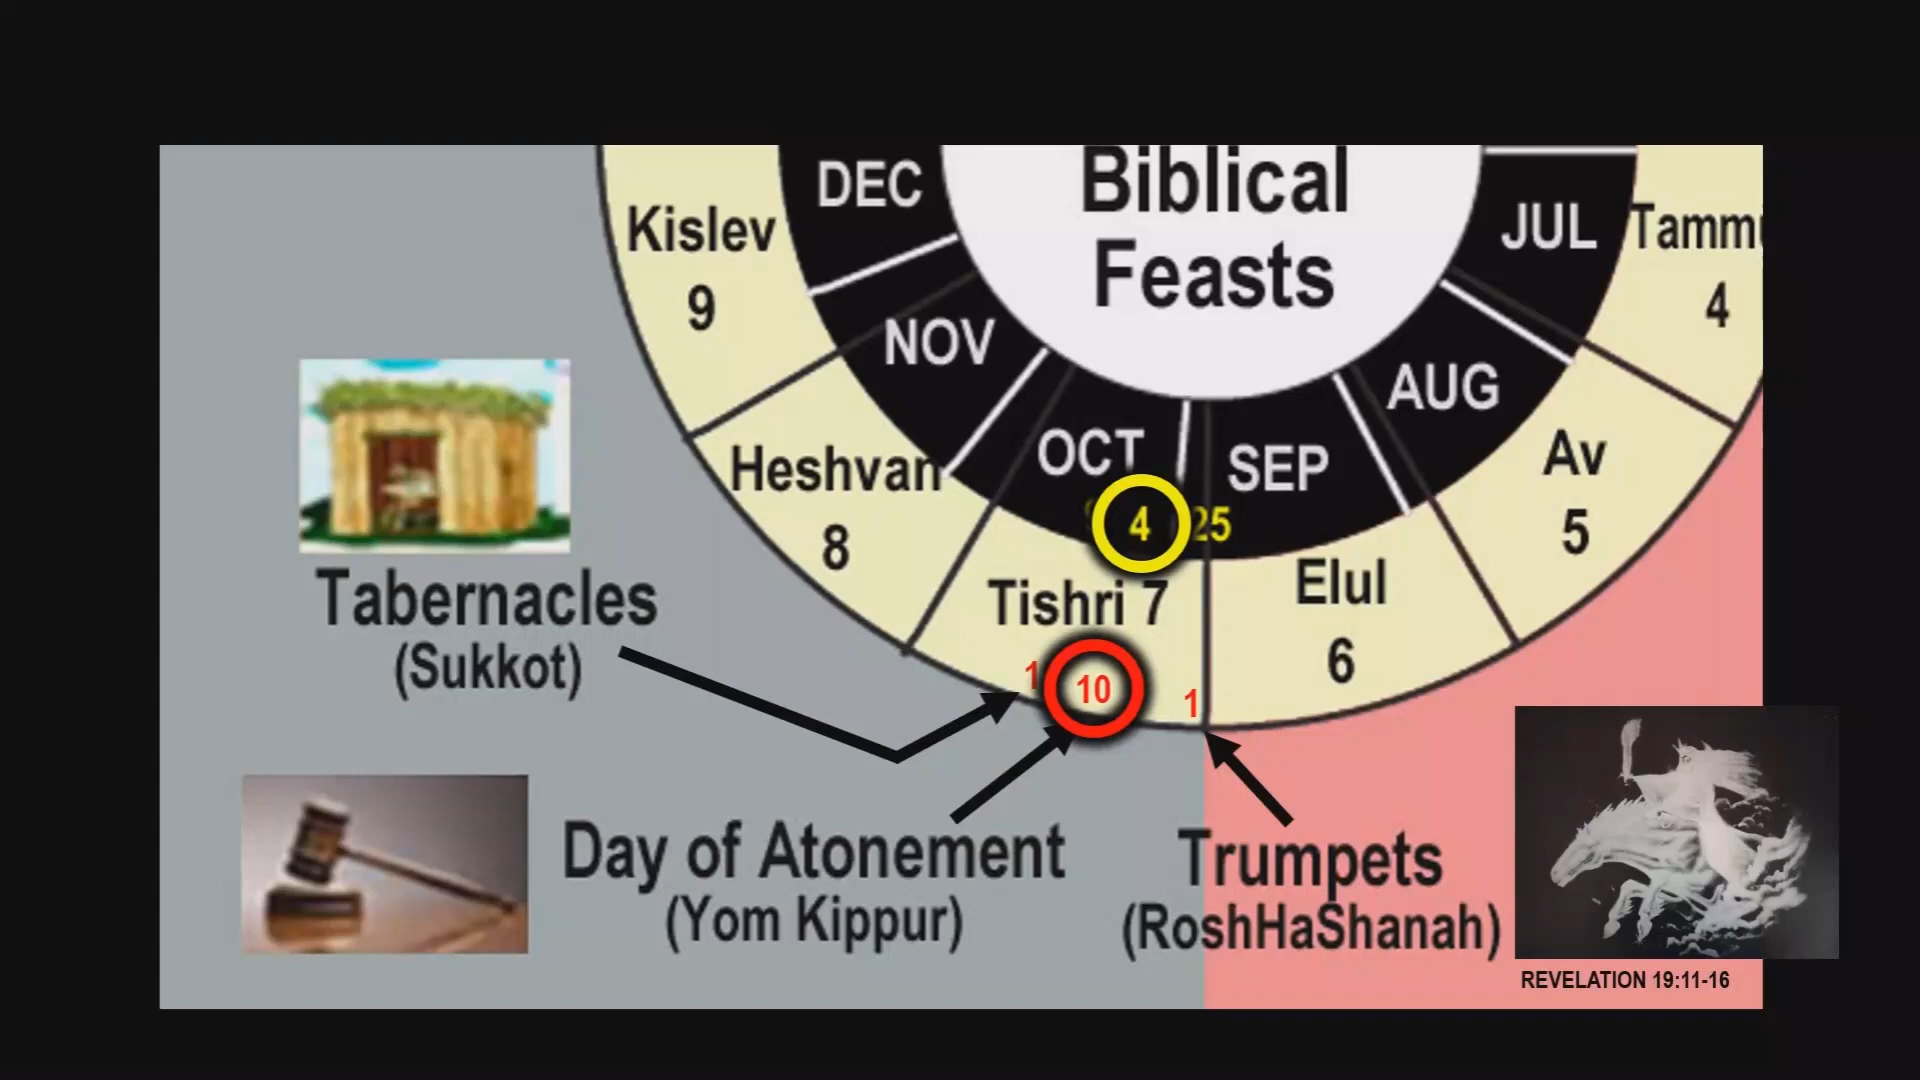 Biblical
Feasts
DEC
JUL
Kislev
9
Tammu
4
NOV
AUG
Heshvan
8
OCT
SEP
Av
5
4
25
Tishri 7
Elul
6
1
10
1
Tabernacles
(Sukkot)
Day of Atonement
(Yom Kippur)
Trumpets
(RoshHaShanah)
REVELATION 19:11-16